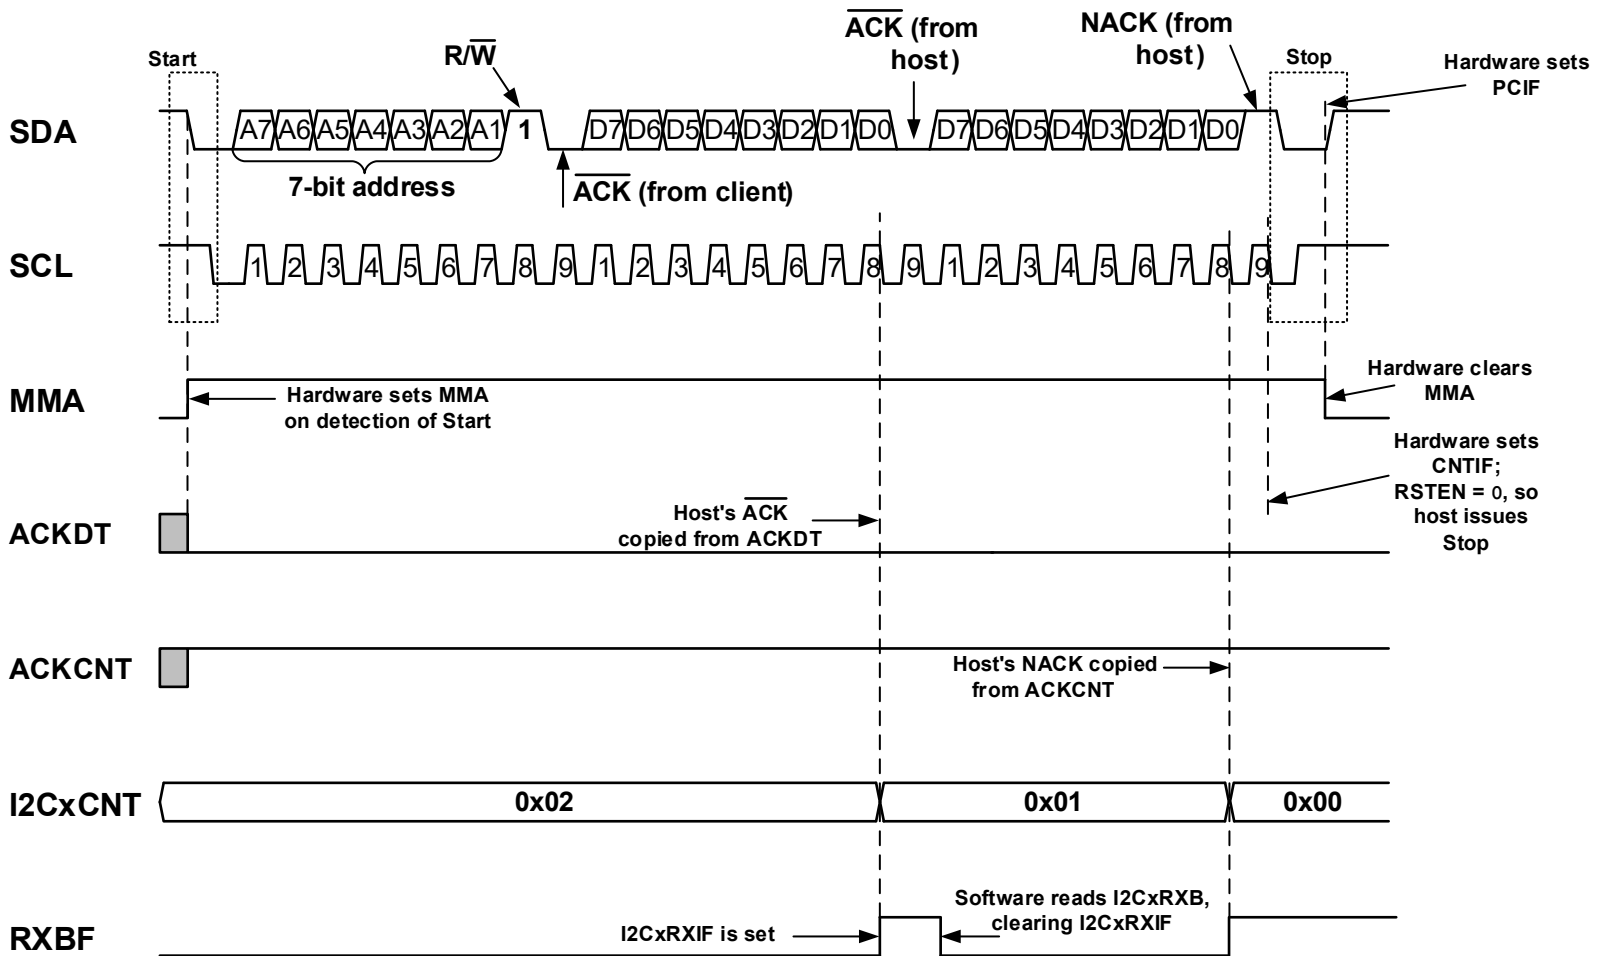 Start
R/W
ACK (from
host)
NACK (from
host)
Stop
Hardware sets
PCIF
SDA
A7 A6 A5 A4 A3 A2 A1 1 D7 D6 D5 D4 D3 D2 D1 D0 D7 D6 D5 D4 D3 D2 D1 D0
7-bit address
ACK (from client)
SCL
1 2 3 4 5 6 7 8 9 1 2 3 4 5 6 7 8 9 1 2 3 4 5 6 7 8 9
MMA
Hardware sets MMA
on detection of Start
Hardware clears
MMA
Hardware sets
CNTIF;
RSTEN = 0, so
host issues
Stop
ACKDT
Host's ACK
copied from ACKDT
ACKCNT
Host's NACK copied
from ACKCNT
I2CxCNT
0x02 0x01 0x00
RXBF
I2CxRXIF is set
Software reads I2CxRXB,
clearing I2CxRXIF